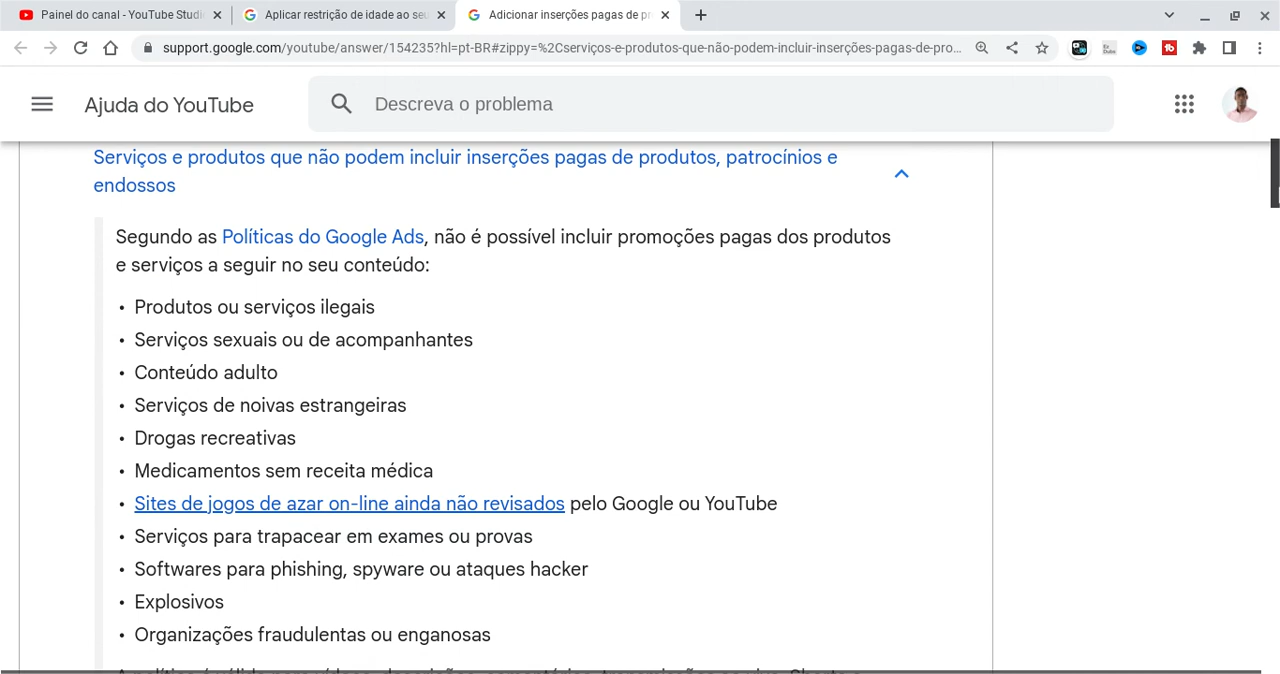 Painel do canal - YouTube Studi
Aplicar restrição de idade ao seu
Adicionar inserções pagas de pr
support.google.com/youtube/answer/154235?hl=pt-BR#zippy=%2Cserviços-e-produtos-que-não-podem-incluir-inserções-pagas-de-pro...
Ajuda do YouTube
Descreva o problema
Serviços e produtos que não podem incluir inserções pagas de produtos, patrocínios e
endossos
Segundo as Políticas do Google Ads, não é possível incluir promoções pagas dos produtos
e serviços a seguir no seu conteúdo:
• Produtos ou serviços ilegais
• Serviços sexuais ou de acompanhantes
• Conteúdo adulto
• Serviços de noivas estrangeiras
• Drogas recreativas
• Medicamentos sem receita médica
• Sites de jogos de azar on-line ainda não revisados pelo Google ou YouTube
• Serviços para trapacear em exames ou provas
• Softwares para phishing, spyware ou ataques hacker
• Explosivos
• Organizações fraudulentas ou enganosas